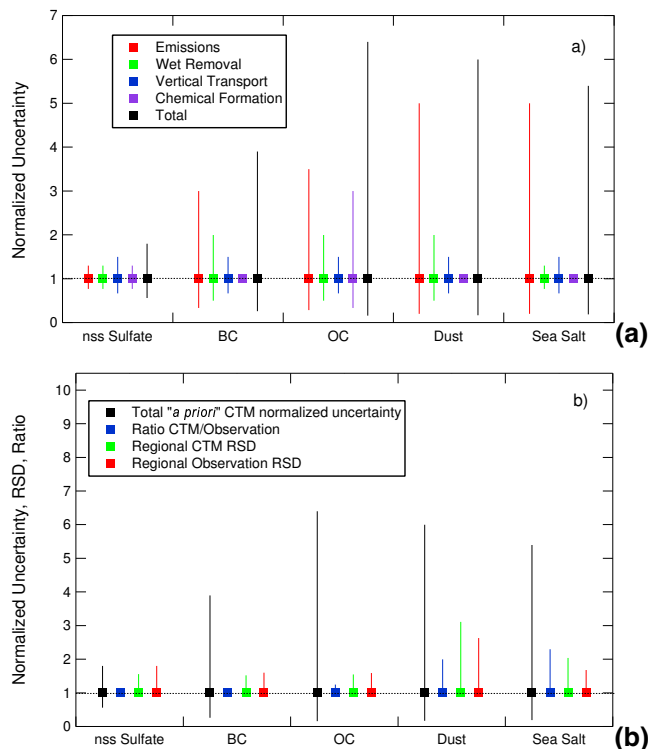 7
6
5
4
3
2
1
0
Normalized Uncertainty
a)
Emissions
Wet Removal
Vertical Transport
Chemical Formation
Total
nss Sulfate BC OC Dust Sea Salt
(a)
10
9
8
7
6
5
4
3
2
1
0
Normalized Uncertainty, RSD, Ratio
b)
Total "a priori" CTM normalized uncertainty
Ratio CTM/Observation
Regional CTM RSD
Regional Observation RSD
nss Sulfate BC OC Dust Sea Salt
(b)